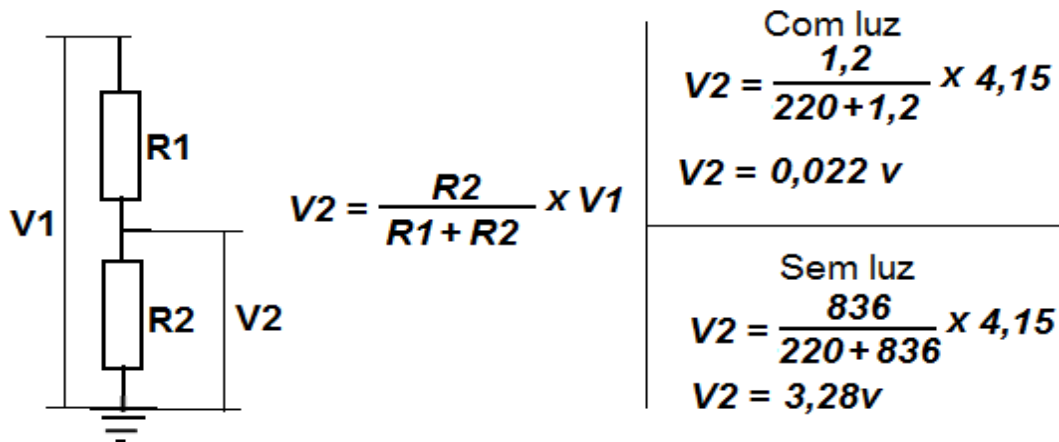 V1
R1
R2
V2
V2 = R2 / R1 + R2 x V1
Com luz
V2 = 1,2 / 220 + 1,2 x 4,15
V2 = 0,022 v
Sem luz
V2 = 836 / 220 + 836 x 4,15
V2 = 3,28v